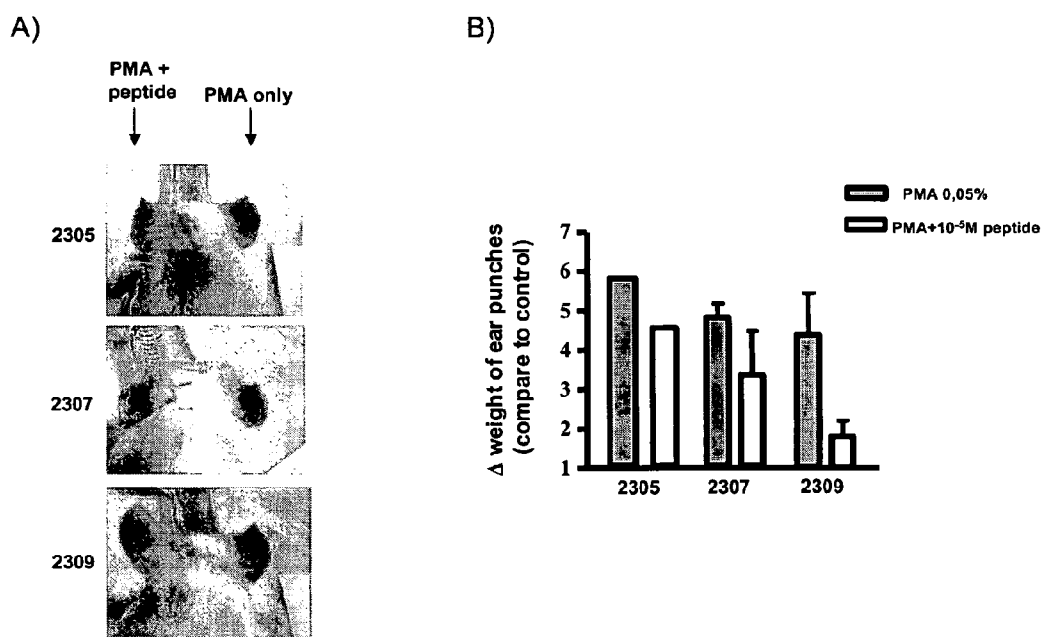 A)
PMA +
peptide
PMA only
2305
2307
2309
B)
PMA 0,05%
PMA+10⁻⁵M peptide
Δ weight of ear punches
(compare to control)
7
6
5
4
3
2
1
2305
2307
2309